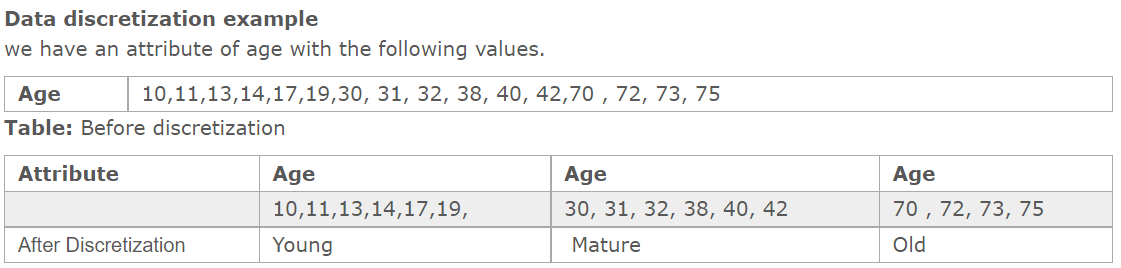 Data discretization example
we have an attribute of age with the following values.
Age 10,11,13,14,17,19,30, 31, 32, 38, 40, 42,70 , 72, 73, 75
Table: Before discretization
Attribute Age Age Age
10,11,13,14,17,19, 30, 31, 32, 38, 40, 42 70 , 72, 73, 75
After Discretization Young Mature Old